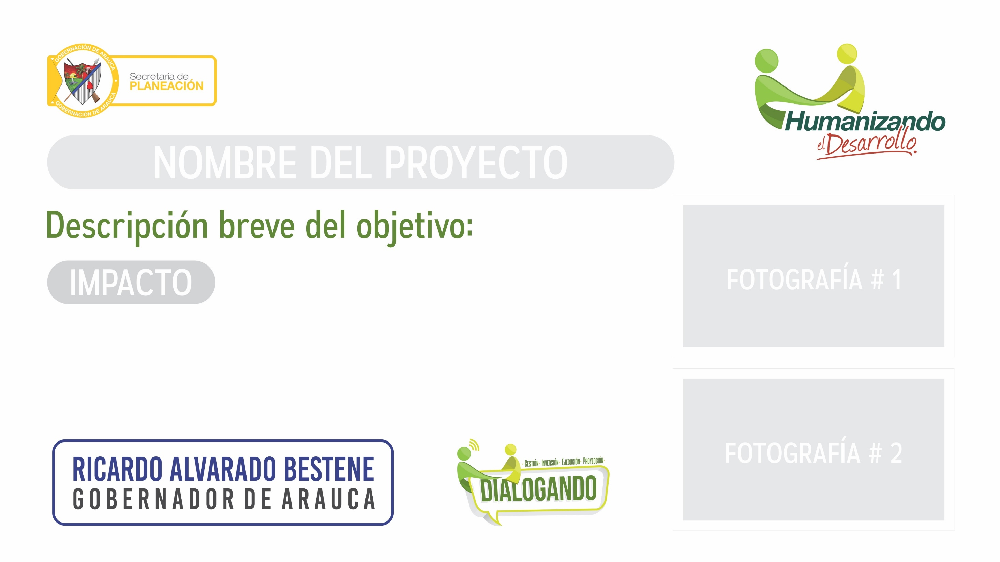 GOBERNACIÓN DE ARAUCA
Secretaría de
PLANEACIÓN
GOBERNACIÓN DE ARAUCA
Humanizando
el Desarrollo
NOMBRE DEL PROYECTO
Descripción breve del objetivo:
IMPACTO
FOTOGRAFÍA # 1
FOTOGRAFÍA # 2
RICARDO ALVARADO BESTENE
GOBERNADOR DE ARAUCA
· GESTIÓN · INVERSIÓN · EJECUCIÓN · PROYECCIÓN ·
DIALOGANDO